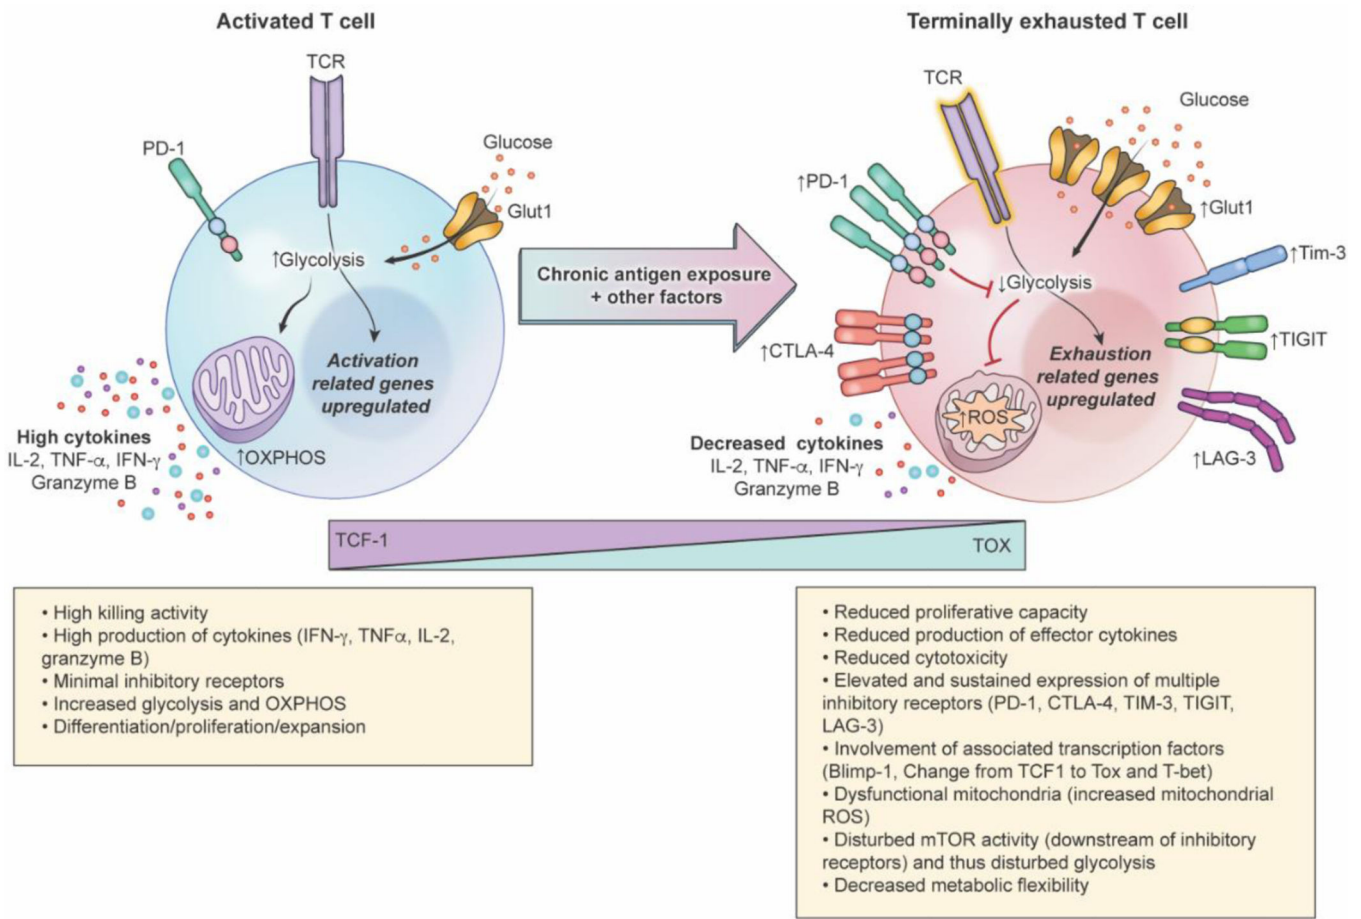 Activated T cell
TCR
PD-1
Glucose
Glut1
↑Glycolysis
Activation
related genes
upregulated
↑OXPHOS
High cytokines
IL-2, TNF-α, IFN-γ
Granzyme B
Chronic antigen exposure
+ other factors
Terminally exhausted T cell
TCR
Glucose
↑PD-1
↑Glut1
↑Tim-3
↓Glycolysis
↑TIGIT
↑CTLA-4
Exhaustion
related genes
upregulated
↑ROS
↑LAG-3
Decreased cytokines
IL-2, TNF-α, IFN-γ
Granzyme B
TCF-1
TOX
• High killing activity
• High production of cytokines (IFN-γ, TNFα, IL-2,
granzyme B)
• Minimal inhibitory receptors
• Increased glycolysis and OXPHOS
• Differentiation/proliferation/expansion
• Reduced proliferative capacity
• Reduced production of effector cytokines
• Reduced cytotoxicity
• Elevated and sustained expression of multiple
inhibitory receptors (PD-1, CTLA-4, TIM-3, TIGIT,
LAG-3)
• Involvement of associated transcription factors
(Blimp-1, Change from TCF1 to Tox and T-bet)
• Dysfunctional mitochondria (increased mitochondrial
ROS)
• Disturbed mTOR activity (downstream of inhibitory
receptors) and thus disturbed glycolysis
• Decreased metabolic flexibility